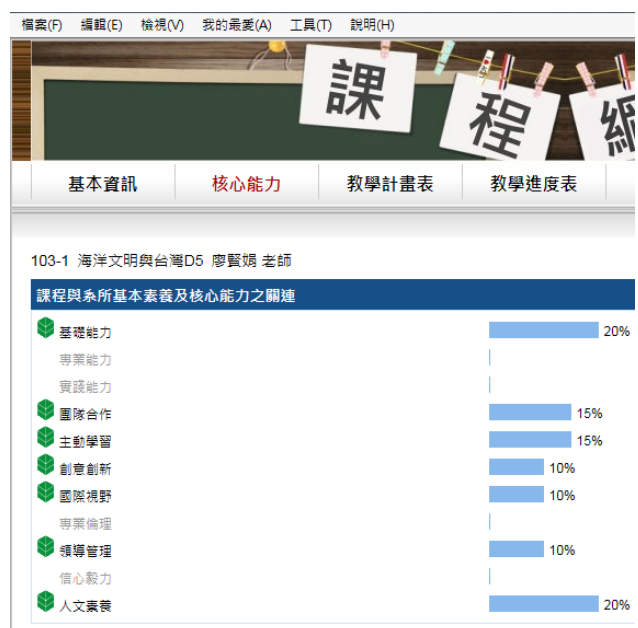 檔案(F) 編輯(E) 檢視(V) 我的最愛(A) 工具(T) 說明(H)
課程綱
基本資訊 核心能力 教學計畫表 教學進度表
103-1 海洋文明與台灣D5 廖賢娟 老師
課程與系所基本素養及核心能力之關連
基礎能力 20%
專業能力
實踐能力
團隊合作 15%
主動學習 15%
創意創新 10%
國際視野 10%
專業倫理
領導管理 10%
信心毅力
人文素養 20%